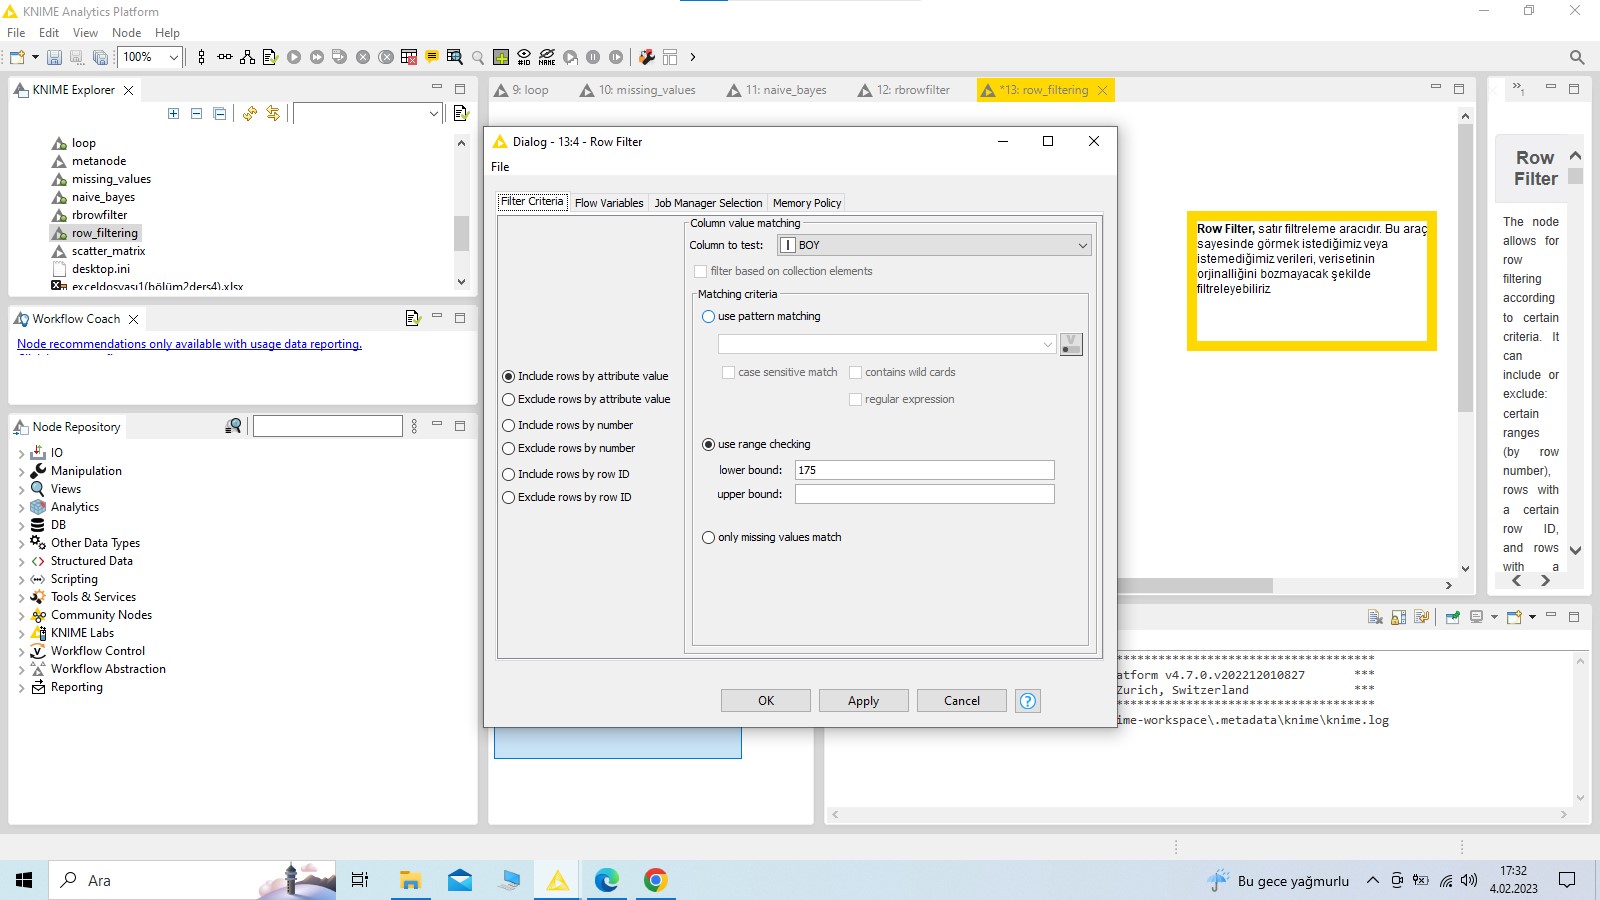 KNIME Analytics Platform
File Edit View Node Help
100%
KNIME Explorer
9: loop
10: missing_values
11: naive_bayes
12: rbrowfilter
*13: row_filtering
loop
metanode
missing_values
naive_bayes
rbrowfilter
row_filtering
scatter_matrix
desktop.ini
exceldosyası1(bölüm2ders4).xlsx
Workflow Coach
Node recommendations only available with usage data reporting.
Node Repository
IO
Manipulation
Views
Analytics
DB
Other Data Types
Structured Data
Scripting
Tools & Services
Community Nodes
KNIME Labs
Workflow Control
Workflow Abstraction
Reporting
Dialog - 13:4 - Row Filter
File
Filter Criteria
Flow Variables
Job Manager Selection
Memory Policy
Include rows by attribute value
Exclude rows by attribute value
Include rows by number
Exclude rows by number
Include rows by row ID
Exclude rows by row ID
Column value matching
Column to test: I BOY
filter based on collection elements
Matching criteria
use pattern matching
V
case sensitive match
contains wild cards
regular expression
use range checking
lower bound: 175
upper bound:
only missing values match
OK
Apply
Cancel
?
Row Filter, satır filtreleme aracıdır. Bu araç
sayesinde görmek istediğimiz veya
istemediğimiz verileri, verisetinin
orjinalliğini bozmayacak şekilde
filtreleyebiliriz
Row
Filter
The node
allows for
row
filtering
according
to certain
criteria. It
can
include or
exclude:
certain
ranges
(by row
number),
rows with
a certain
row ID,
and rows
with a
*************************************
atform v4.7.0.v202212010827 ***
Zurich, Switzerland ***
*************************************
ime-workspace\.metadata\knime\knime.log
Ara
Bu gece yağmurlu
17:32
4.02.2023